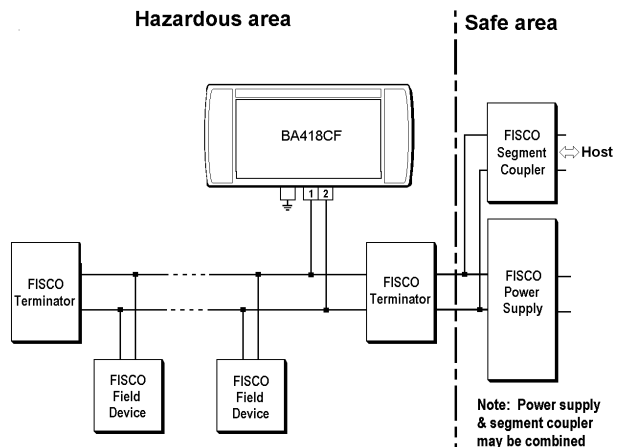 Hazardous area
Safe area
BA418CF
1 2
FISCO
Segment
Coupler
Host
FISCO
Terminator
FISCO
Terminator
FISCO
Power
Supply
FISCO
Field
Device
FISCO
Field
Device
Note: Power supply
& segment coupler
may be combined